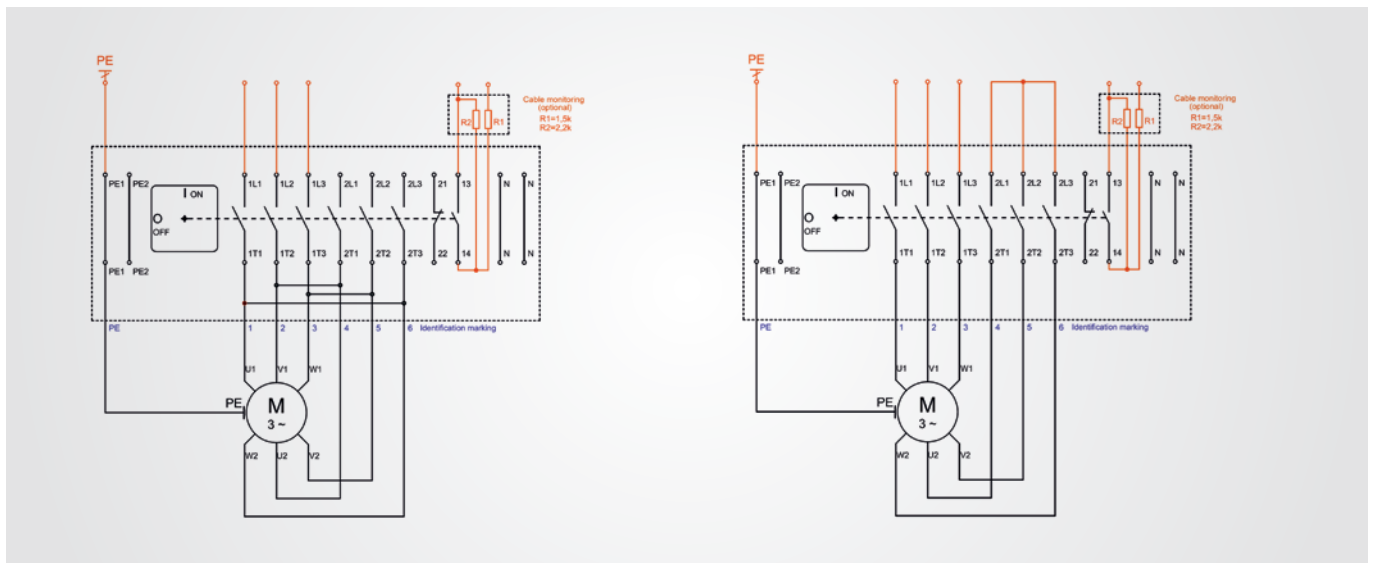 PE
Cable monitoring
(optional)
R1=1,5k
R2=2,2k
R2 R1
PE1 PE2 I ON 1L1 1L2 1L3 2L1 2L2 2L3 21 13 N N
O
OFF
1T1 1T2 1T3 2T1 2T2 2T3 22 14 N N
PE1 PE2
PE 1 2 3 4 5 6 Identification marking
U1 V1 W1
PE M
3 ~
W2 U2 V2
PE
Cable monitoring
(optional)
R1=1,5k
R2=2,2k
R2 R1
PE1 PE2 I ON 1L1 1L2 1L3 2L1 2L2 2L3 21 13 N N
O
OFF
1T1 1T2 1T3 2T1 2T2 2T3 22 14 N N
PE1 PE2
PE 1 2 3 4 5 6 Identification marking
U1 V1 W1
PE M
3 ~
W2 U2 V2